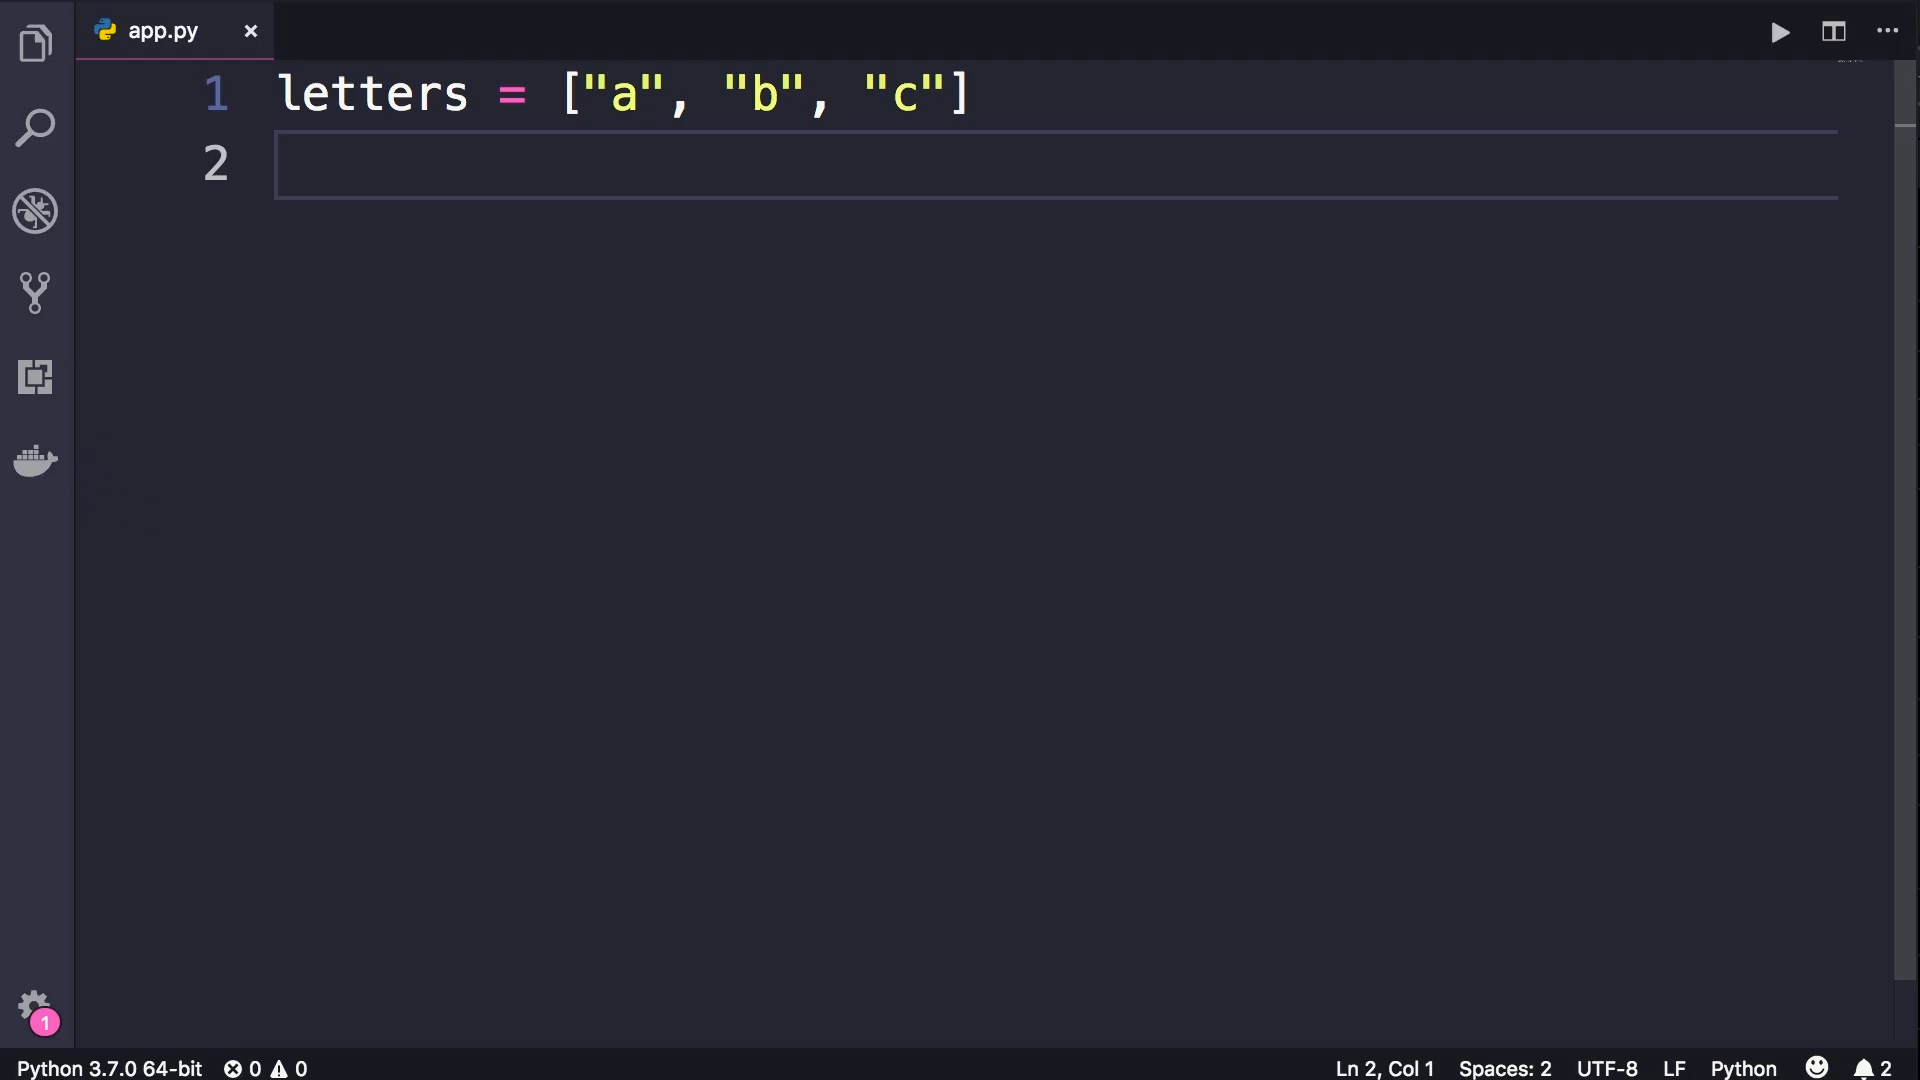 app.py
1 letters = ["a", "b", "c"]
2
1
Python 3.7.0 64-bit 0 0 Ln 2, Col 1 Spaces: 2 UTF-8 LF Python 2